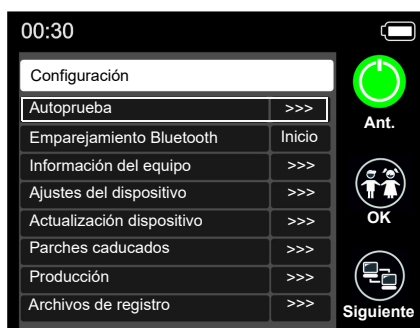 00:30
Configuración
Autoprueba >>>
Emparejamiento Bluetooth Inicio
Información del equipo >>>
Ajustes del dispositivo >>>
Actualización dispositivo >>>
Parches caducados >>>
Producción >>>
Archivos de registro >>>
Ant.
OK
Siguiente